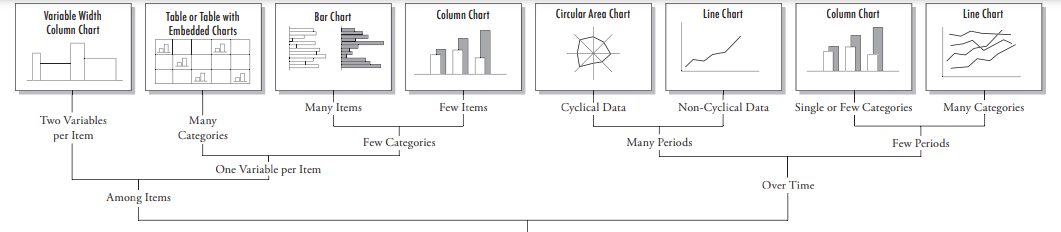 Variable Width
Column Chart
Table or Table with
Embedded Charts
Bar Chart
Column Chart
Circular Area Chart
Line Chart
Column Chart
Line Chart
Two Variables
per Item
Many
Categories
Many Items
Few Items
Cyclical Data
Non-Cyclical Data
Single or Few Categories
Many Categories
Few Categories
Many Periods
Few Periods
One Variable per Item
Over Time
Among Items